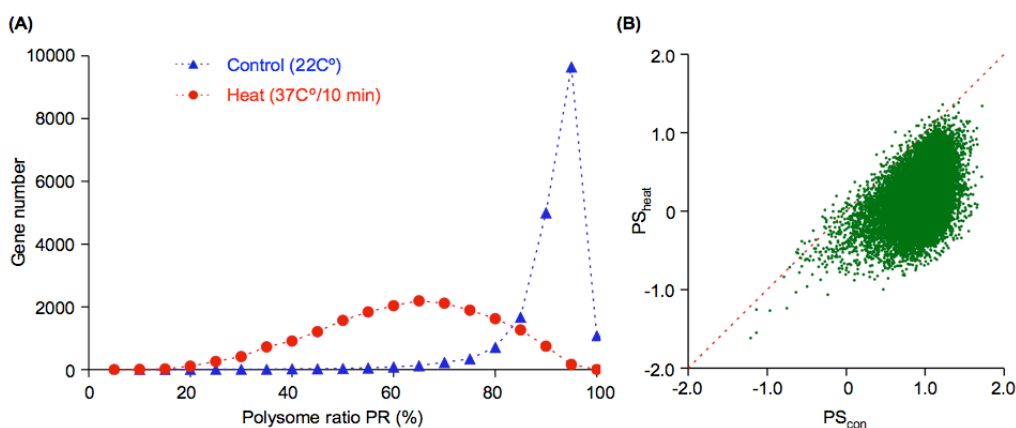 (A)
Control (22Cº)
Heat (37Cº/10 min)
Gene number
10000
8000
6000
4000
2000
0
0 20 40 60 80 100
Polysome ratio PR (%)
(B)
PSheat
2.0
1.0
0
-1.0
-2.0
-2.0 -1.0 0 1.0 2.0
PScon